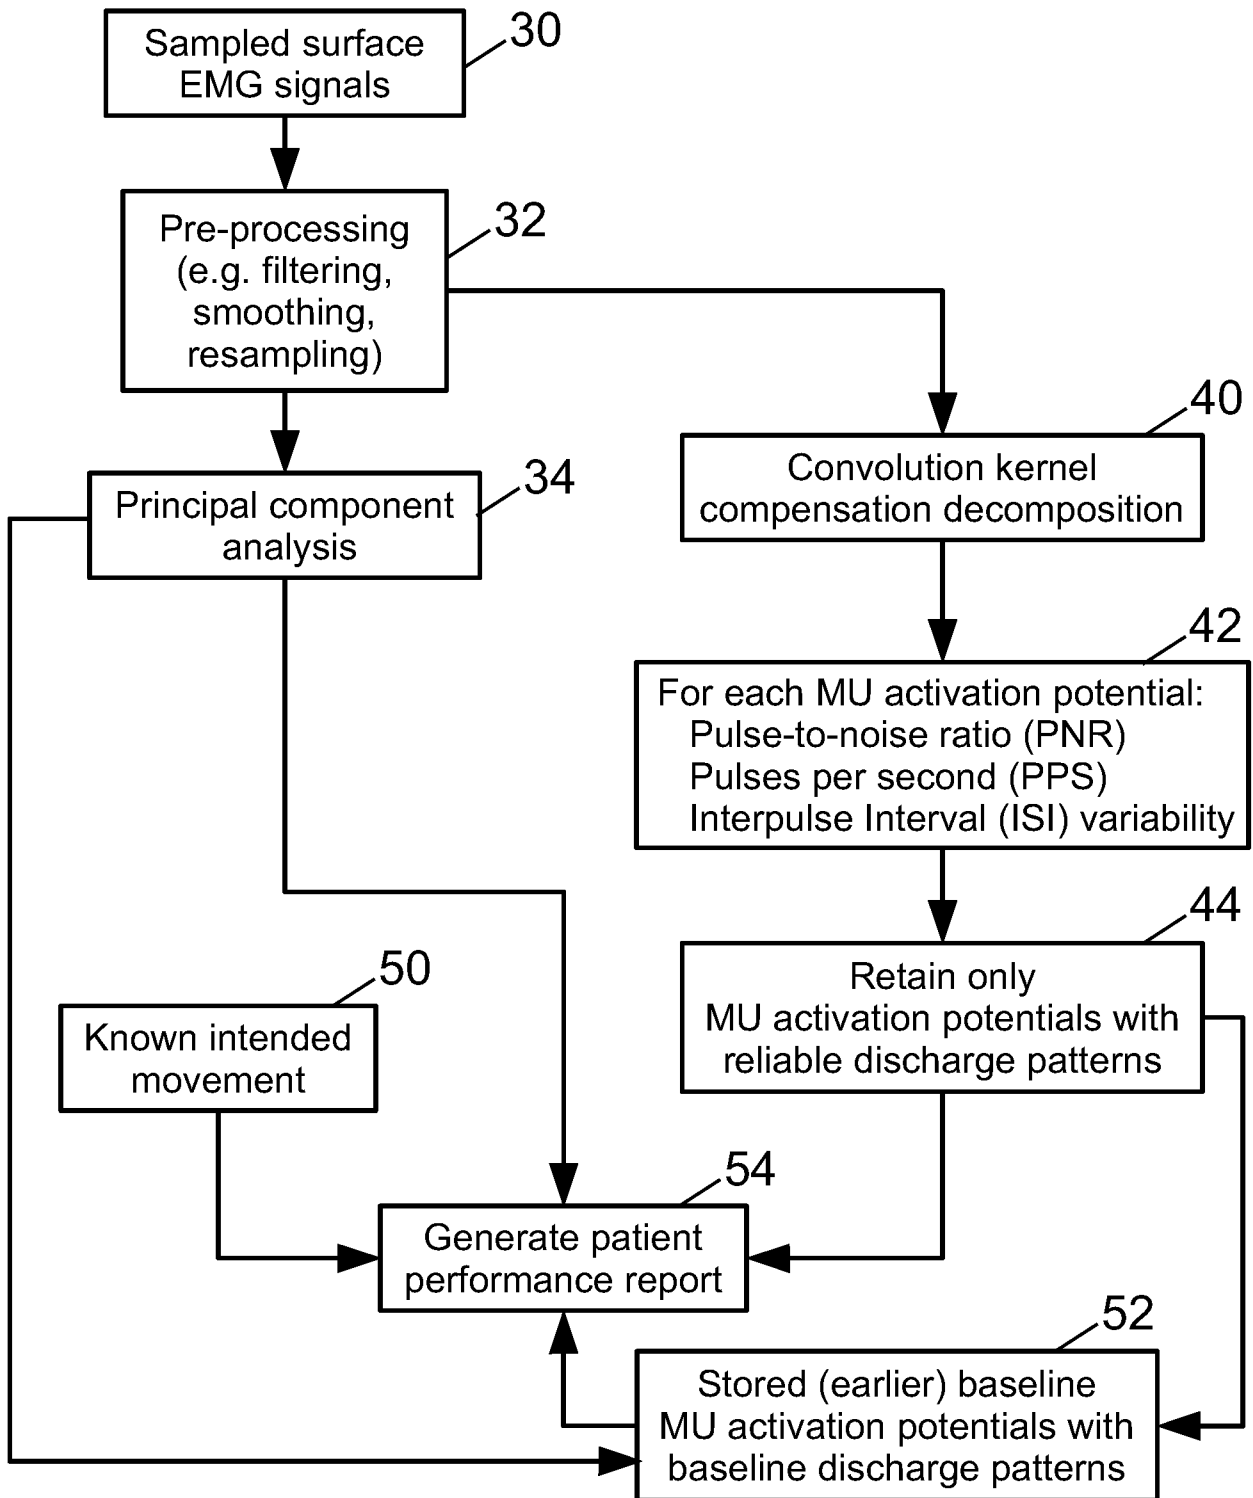 Sampled surface
EMG signals
30
Pre-processing
(e.g. filtering,
smoothing,
resampling)
32
Principal component
analysis
34
Convolution kernel
compensation decomposition
40
For each MU activation potential:
Pulse-to-noise ratio (PNR)
Pulses per second (PPS)
Interpulse Interval (ISI) variability
42
Retain only
MU activation potentials with
reliable discharge patterns
44
Known intended
movement
50
Generate patient
performance report
54
Stored (earlier) baseline
MU activation potentials with
baseline discharge patterns
52